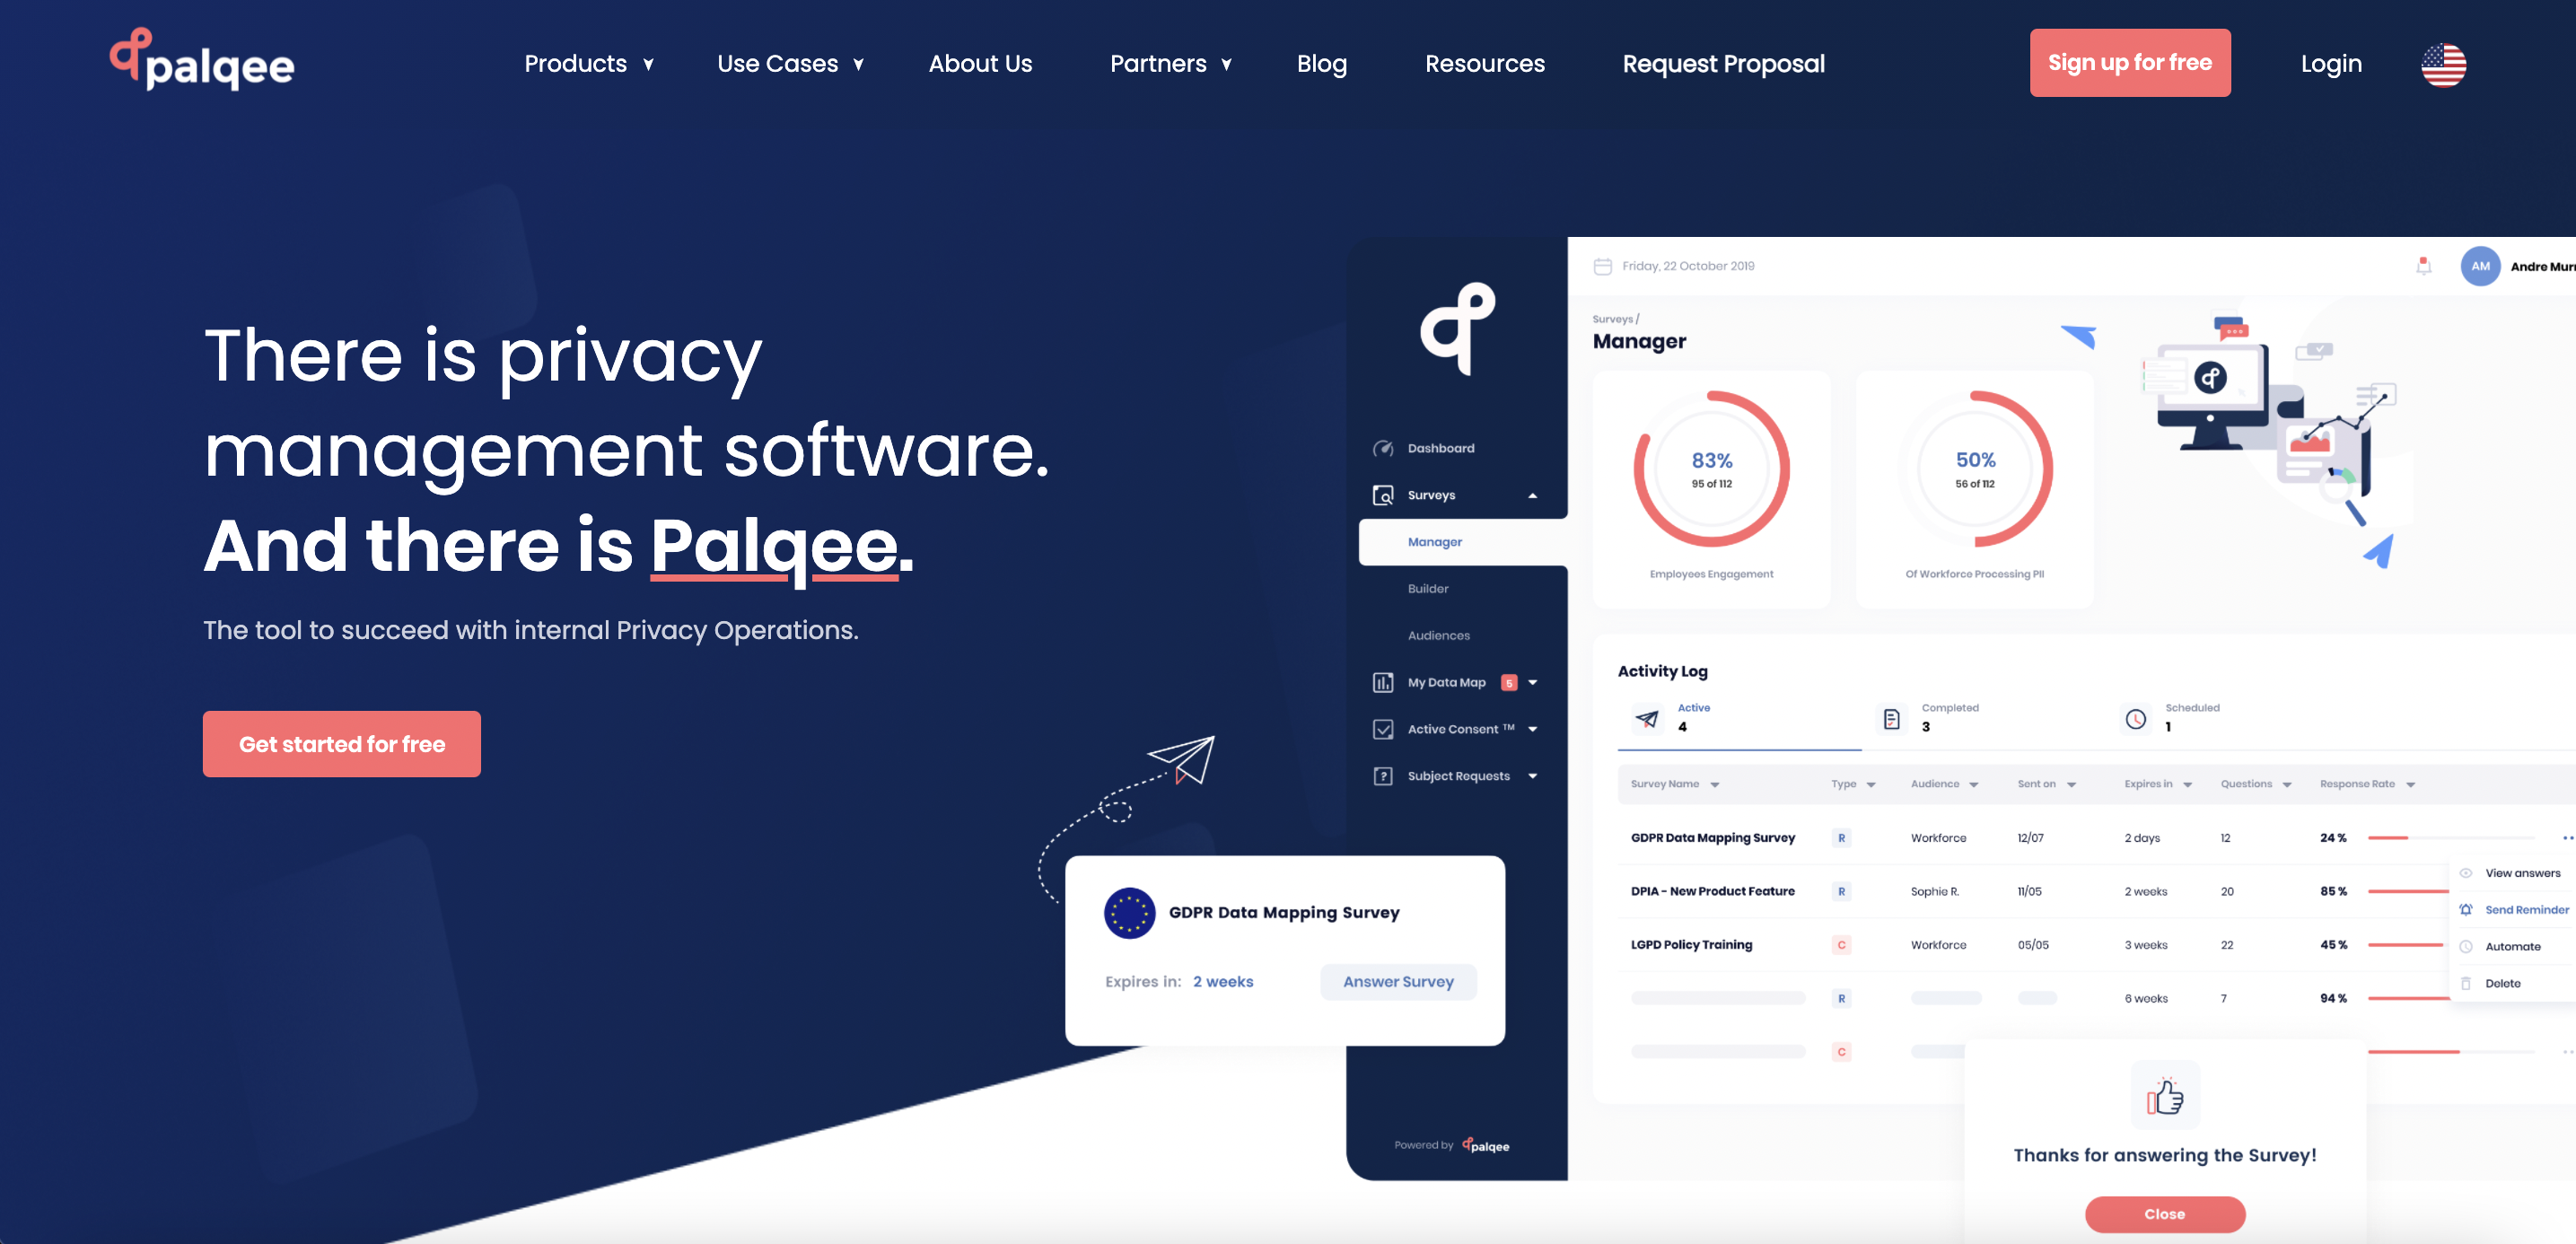 palqee
Products
Use Cases
About Us
Partners
Blog
Resources
Request Proposal
Sign up for free
Login
There is privacy
management software.
And there is Palqee.
The tool to succeed with internal Privacy Operations.
Get started for free
Friday, 22 October 2019
AM
Surveys /
Manager
83%
95 of 112
Employees Engagement
50%
56 of 112
Of Workforce Processing PII
Dashboard
Surveys
Manager
Builder
Audiences
My Data Map 5
Active Consent ™
Subject Requests
Powered by palqee
Activity Log
Active
4
Completed
3
Scheduled
1
Survey Name Type Audience Sent on Expires in Questions Response Rate
GDPR Data Mapping Survey R Workforce 12/07 2 days 12 24 %
DPIA - New Product Feature R Sophie R. 11/05 2 weeks 20 85 %
LGPD Policy Training C Workforce 05/05 3 weeks 22 45 %
R 6 weeks 7 94 %
C
View answers
Send Reminder
Automate
Delete
GDPR Data Mapping Survey
Expires in: 2 weeks
Answer Survey
Thanks for answering the Survey!
Close